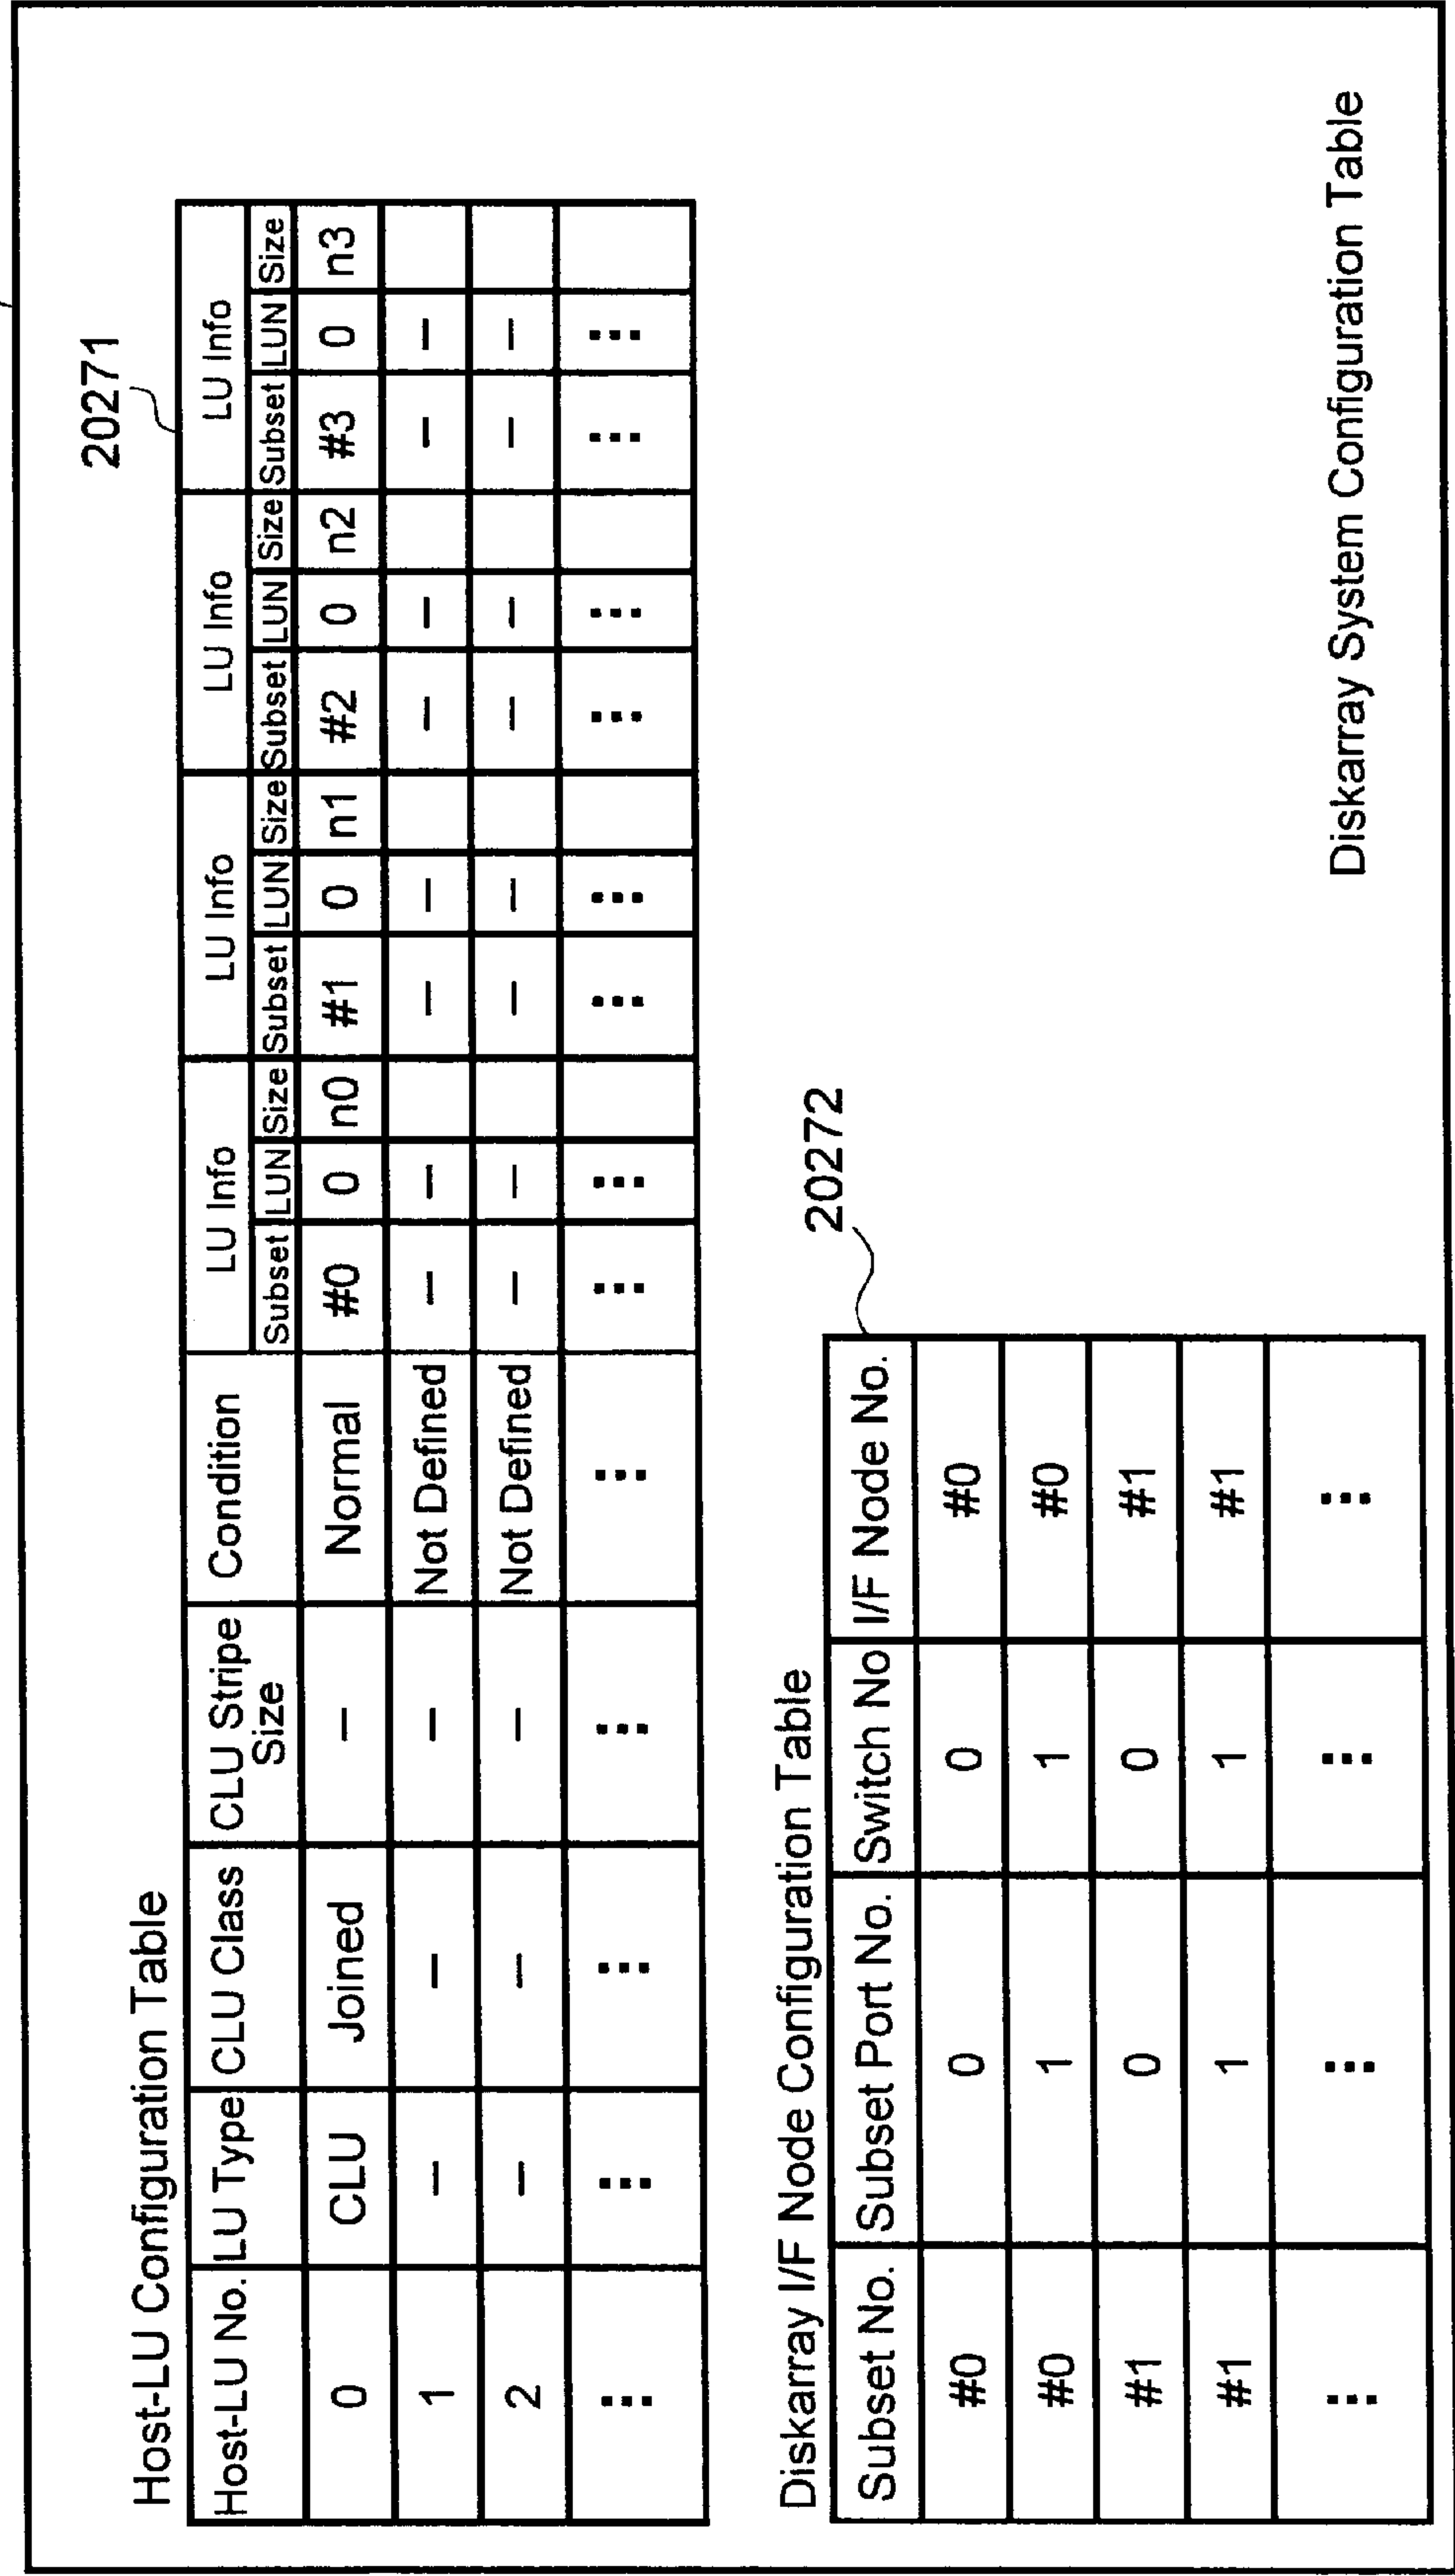 20271
Host-LU Configuration Table
Host-LU No. LU Type CLU Class CLU Stripe Size Condition LU Info LU Info LU Info LU Info
Subset LUN Size Subset LUN Size Subset LUN Size Subset LUN Size
0 CLU Joined – Normal #0 0 n0 #1 0 n1 #2 0 n2 #3 0 n3
1 – – – Not Defined – – – – – – – –
2 – – – Not Defined – – – – – – – –
... ... ... ... ... ... ... ... ... ... ... ... ...
20272
Diskarray I/F Node Configuration Table
Subset No. Subset Port No. Switch No I/F Node No.
#0 0 0 #0
#0 1 1 #0
#1 0 0 #1
#1 1 1 #1
... ... ... ...
Diskarray System Configuration Table